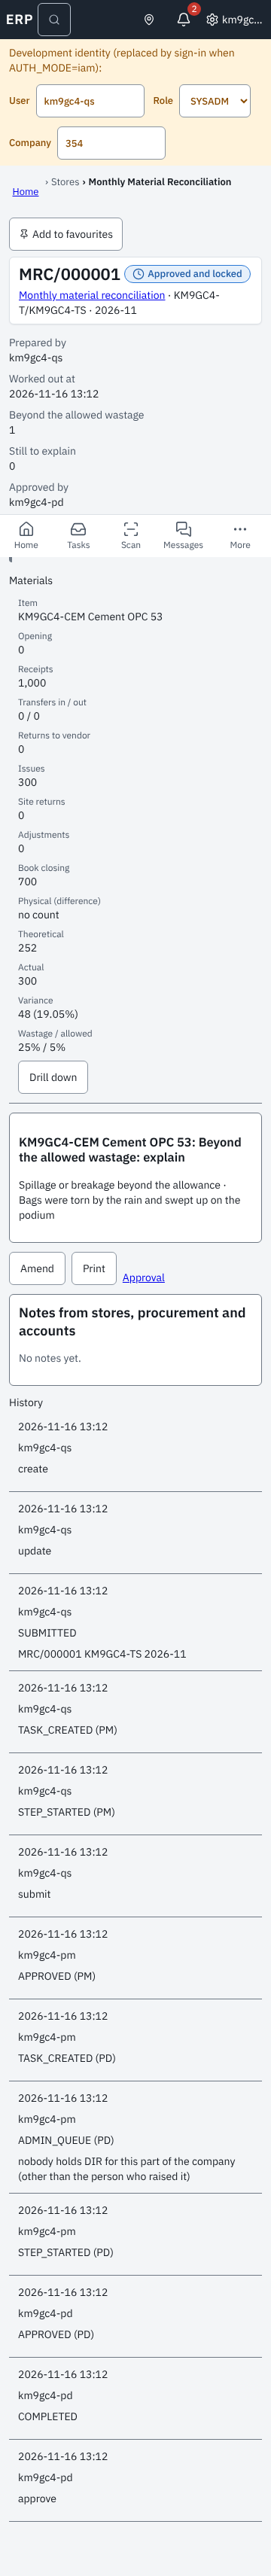 ERP
2
km9gc...
Development identity (replaced by sign-in when
AUTH_MODE=iam):
User km9gc4-qs Role SYSADM
Company 354
Home › Stores › Monthly Material Reconciliation
Add to favourites
MRC/000001 Approved and locked
Monthly material reconciliation · KM9GC4-
T/KM9GC4-TS · 2026-11
Prepared by
km9gc4-qs
Worked out at
2026-11-16 13:12
Beyond the allowed wastage
1
Still to explain
0
Approved by
km9gc4-pd
Home Tasks Scan Messages More
Materials
Item
KM9GC4-CEM Cement OPC 53
Opening
0
Receipts
1,000
Transfers in / out
0 / 0
Returns to vendor
0
Issues
300
Site returns
0
Adjustments
0
Book closing
700
Physical (difference)
no count
Theoretical
252
Actual
300
Variance
48 (19.05%)
Wastage / allowed
25% / 5%
Drill down
KM9GC4-CEM Cement OPC 53: Beyond
the allowed wastage: explain
Spillage or breakage beyond the allowance ·
Bags were torn by the rain and swept up on the
podium
Amend Print Approval
Notes from stores, procurement and
accounts
No notes yet.
History
2026-11-16 13:12
km9gc4-qs
create
2026-11-16 13:12
km9gc4-qs
update
2026-11-16 13:12
km9gc4-qs
SUBMITTED
MRC/000001 KM9GC4-TS 2026-11
2026-11-16 13:12
km9gc4-qs
TASK_CREATED (PM)
2026-11-16 13:12
km9gc4-qs
STEP_STARTED (PM)
2026-11-16 13:12
km9gc4-qs
submit
2026-11-16 13:12
km9gc4-pm
APPROVED (PM)
2026-11-16 13:12
km9gc4-pm
TASK_CREATED (PD)
2026-11-16 13:12
km9gc4-pm
ADMIN_QUEUE (PD)
nobody holds DIR for this part of the company
(other than the person who raised it)
2026-11-16 13:12
km9gc4-pm
STEP_STARTED (PD)
2026-11-16 13:12
km9gc4-pd
APPROVED (PD)
2026-11-16 13:12
km9gc4-pd
COMPLETED
2026-11-16 13:12
km9gc4-pd
approve